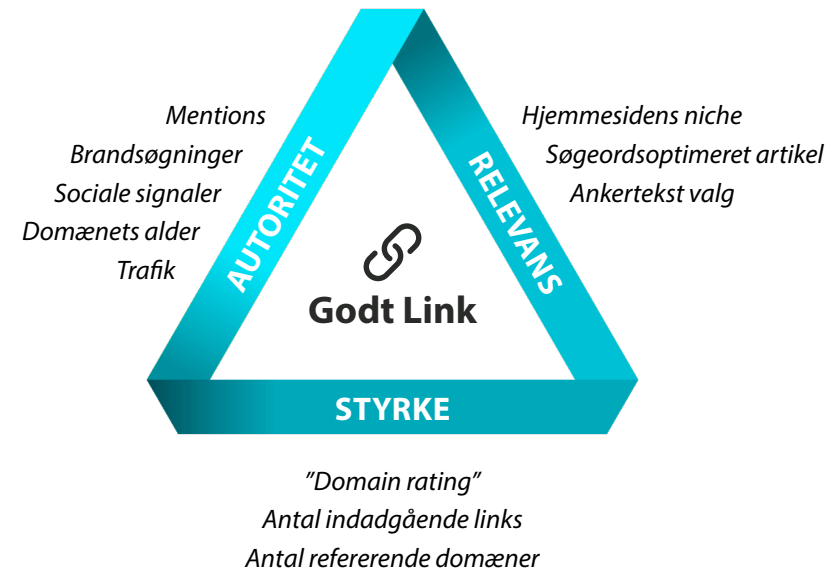 Mentions
Brandsøgninger
Sociale signaler
Domænets alder
Trafik
AUTORITET
Hjemmesidens niche
Søgeordsoptimeret artikel
Ankertekst valg
RELEVANS
Godt Link
STYRKE
”Domain rating”
Antal indadgående links
Antal refererende domæner